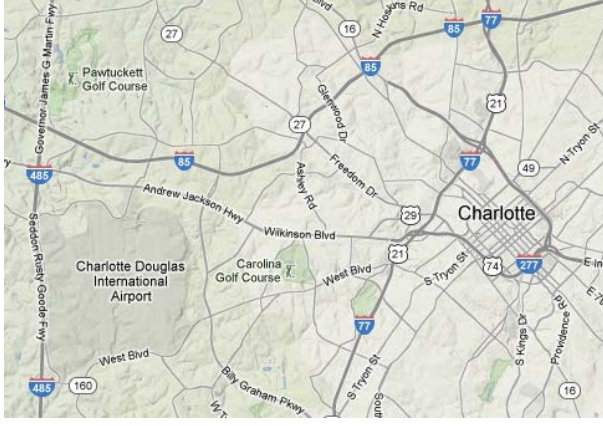 Governor James G Martin Fwy
N Hoskins Rd
77
27
16
85
85
Pawtuckett
Golf Course
Glenwood Dr
21
27
Freedom Dr
77
N Tryon St
49
85
485
Andrew Jackson Hwy
Ashley Rd
29
Charlotte
Wilkinson Blvd
Seddon Rusty Goode Fwy
Charlotte Douglas
International
Airport
Carolina
Golf Course
West Blvd
21
S Tryon St
74
277
77
S Kings Dr
Providence Rd
West Blvd
485
160
Billy Graham Pkwy
S Tryon St
16